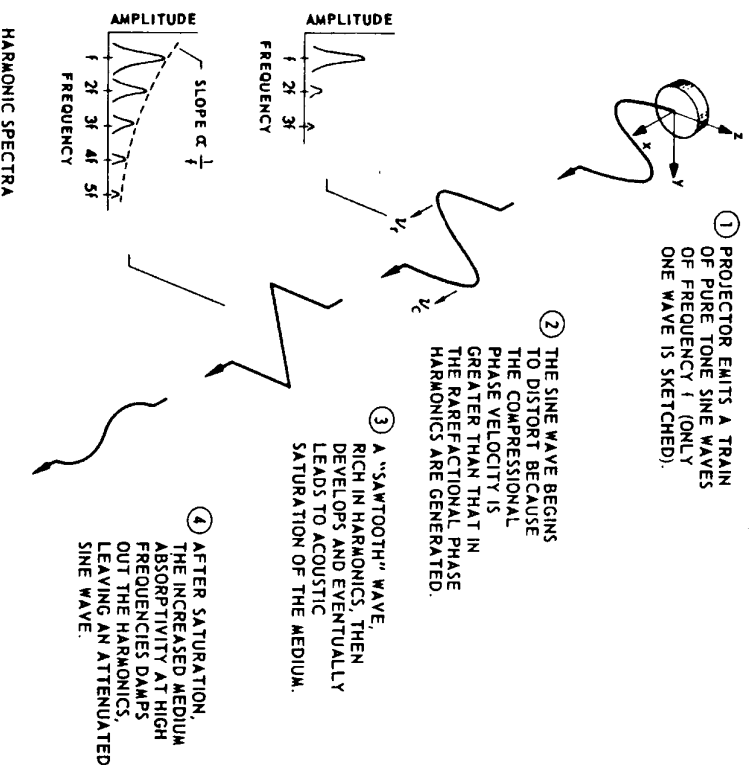 z
x
y
① PROJECTOR EMITS A TRAIN
OF PURE TONE SINE WAVES
OF FREQUENCY f (ONLY
ONE WAVE IS SKETCHED).
② THE SINE WAVE BEGINS
TO DISTORT BECAUSE
THE COMPRESSIONAL
PHASE VELOCITY IS
GREATER THAN THAT IN
THE RAREFACTIONAL PHASE
HARMONICS ARE GENERATED.
νr
νc
③ A "SAWTOOTH" WAVE,
RICH IN HARMONICS, THEN
DEVELOPS AND EVENTUALLY
LEADS TO ACOUSTIC
SATURATION OF THE MEDIUM.
④ AFTER SATURATION,
THE INCREASED MEDIUM
ABSORPTIVITY AT HIGH
FREQUENCIES DAMPS
OUT THE HARMONICS,
LEAVING AN ATTENUATED
SINE WAVE.
AMPLITUDE
f 2f 3f
FREQUENCY
AMPLITUDE
SLOPE α 1/f
f 2f 3f 4f 5f
FREQUENCY
HARMONIC SPECTRA